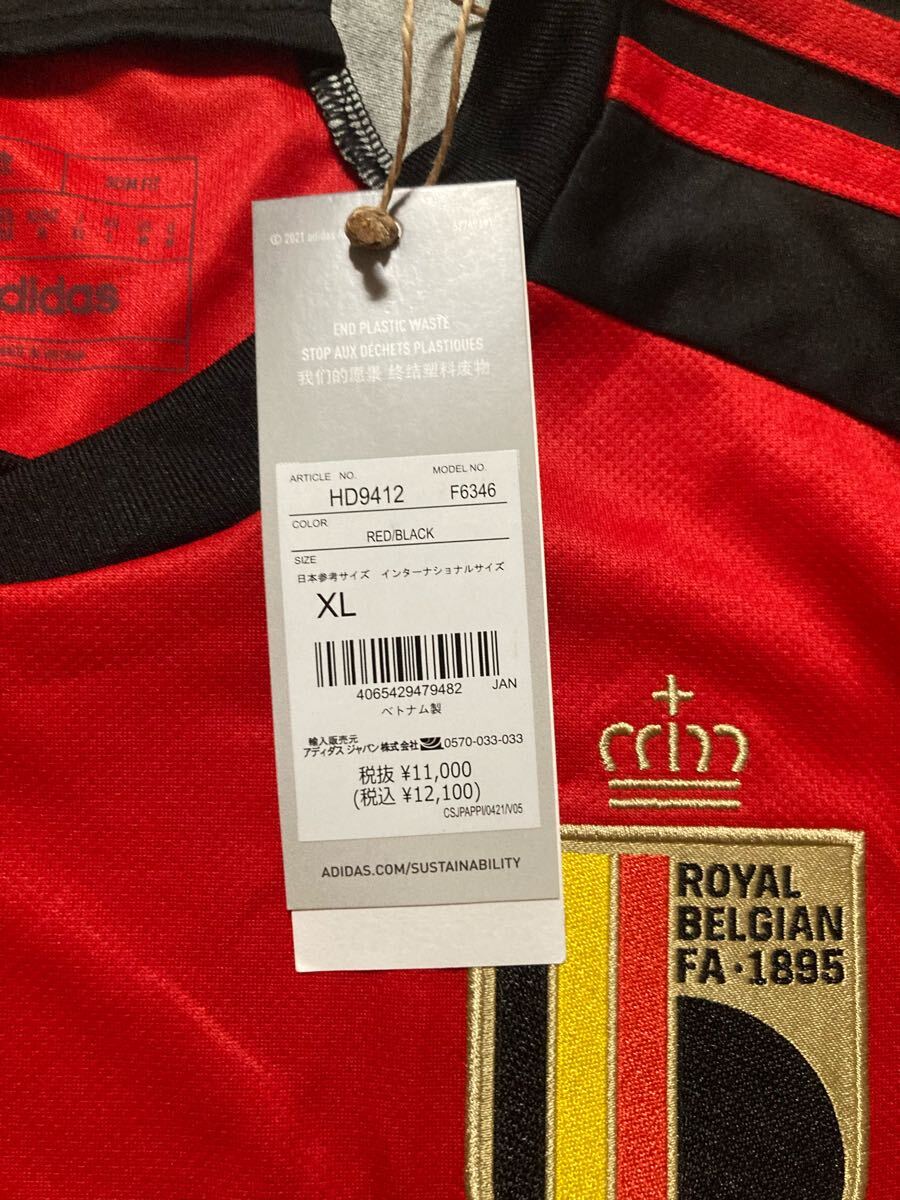 adidas
© 2021 adidas
END PLASTIC WASTE
STOP AUX DÉCHETS PLASTIQUES
我们的愿景 终结塑料废物
ARTICLE NO. MODEL NO.
HD9412 F6346
COLOR
RED/BLACK
SIZE
日本参考サイズ インターナショナルサイズ
XL
4065429479482 JAN
ベトナム製
輸入販売元
アディダス ジャパン株式会社 0570-033-033
税抜 ¥11,000
(税込 ¥12,100)
CSJPAPPI/0421/V05
ADIDAS.COM/SUSTAINABILITY
ROYAL
BELGIAN
FA·1895